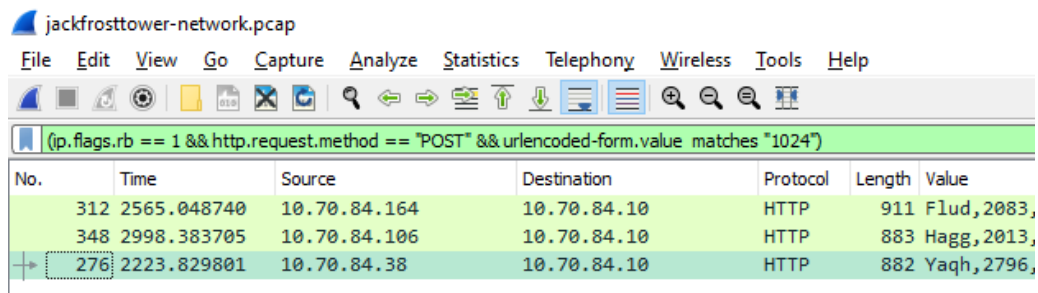 jackfrosttower-network.pcap
File Edit View Go Capture Analyze Statistics Telephony Wireless Tools Help
(ip.flags.rb == 1 && http.request.method == "POST" && urlencoded-form.value matches "1024")
No. Time Source Destination Protocol Length Value
312 2565.048740 10.70.84.164 10.70.84.10 HTTP 911 Flud,2083,
348 2998.383705 10.70.84.106 10.70.84.10 HTTP 883 Hagg,2013,
276 2223.829801 10.70.84.38 10.70.84.10 HTTP 882 Yaqh,2796,